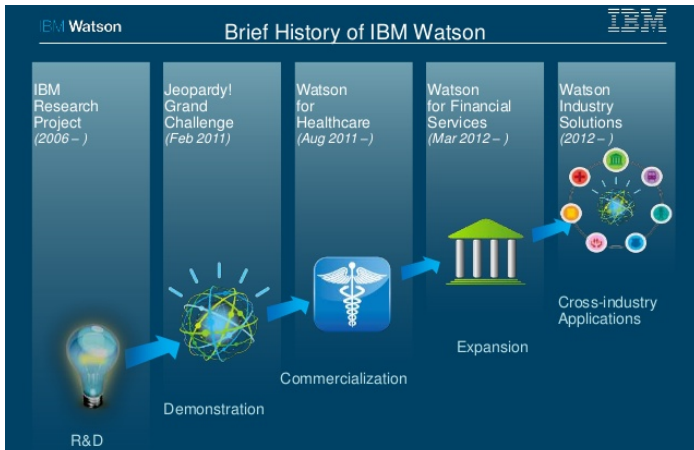 IBM Watson
Brief History of IBM Watson
IBM
IBM
Research
Project
(2006 – )
Jeopardy!
Grand
Challenge
(Feb 2011)
Watson
for
Healthcare
(Aug 2011 –)
Watson
for Financial
Services
(Mar 2012 – )
Watson
Industry
Solutions
(2012 – )
R&D
Demonstration
Commercialization
Expansion
Cross-industry
Applications